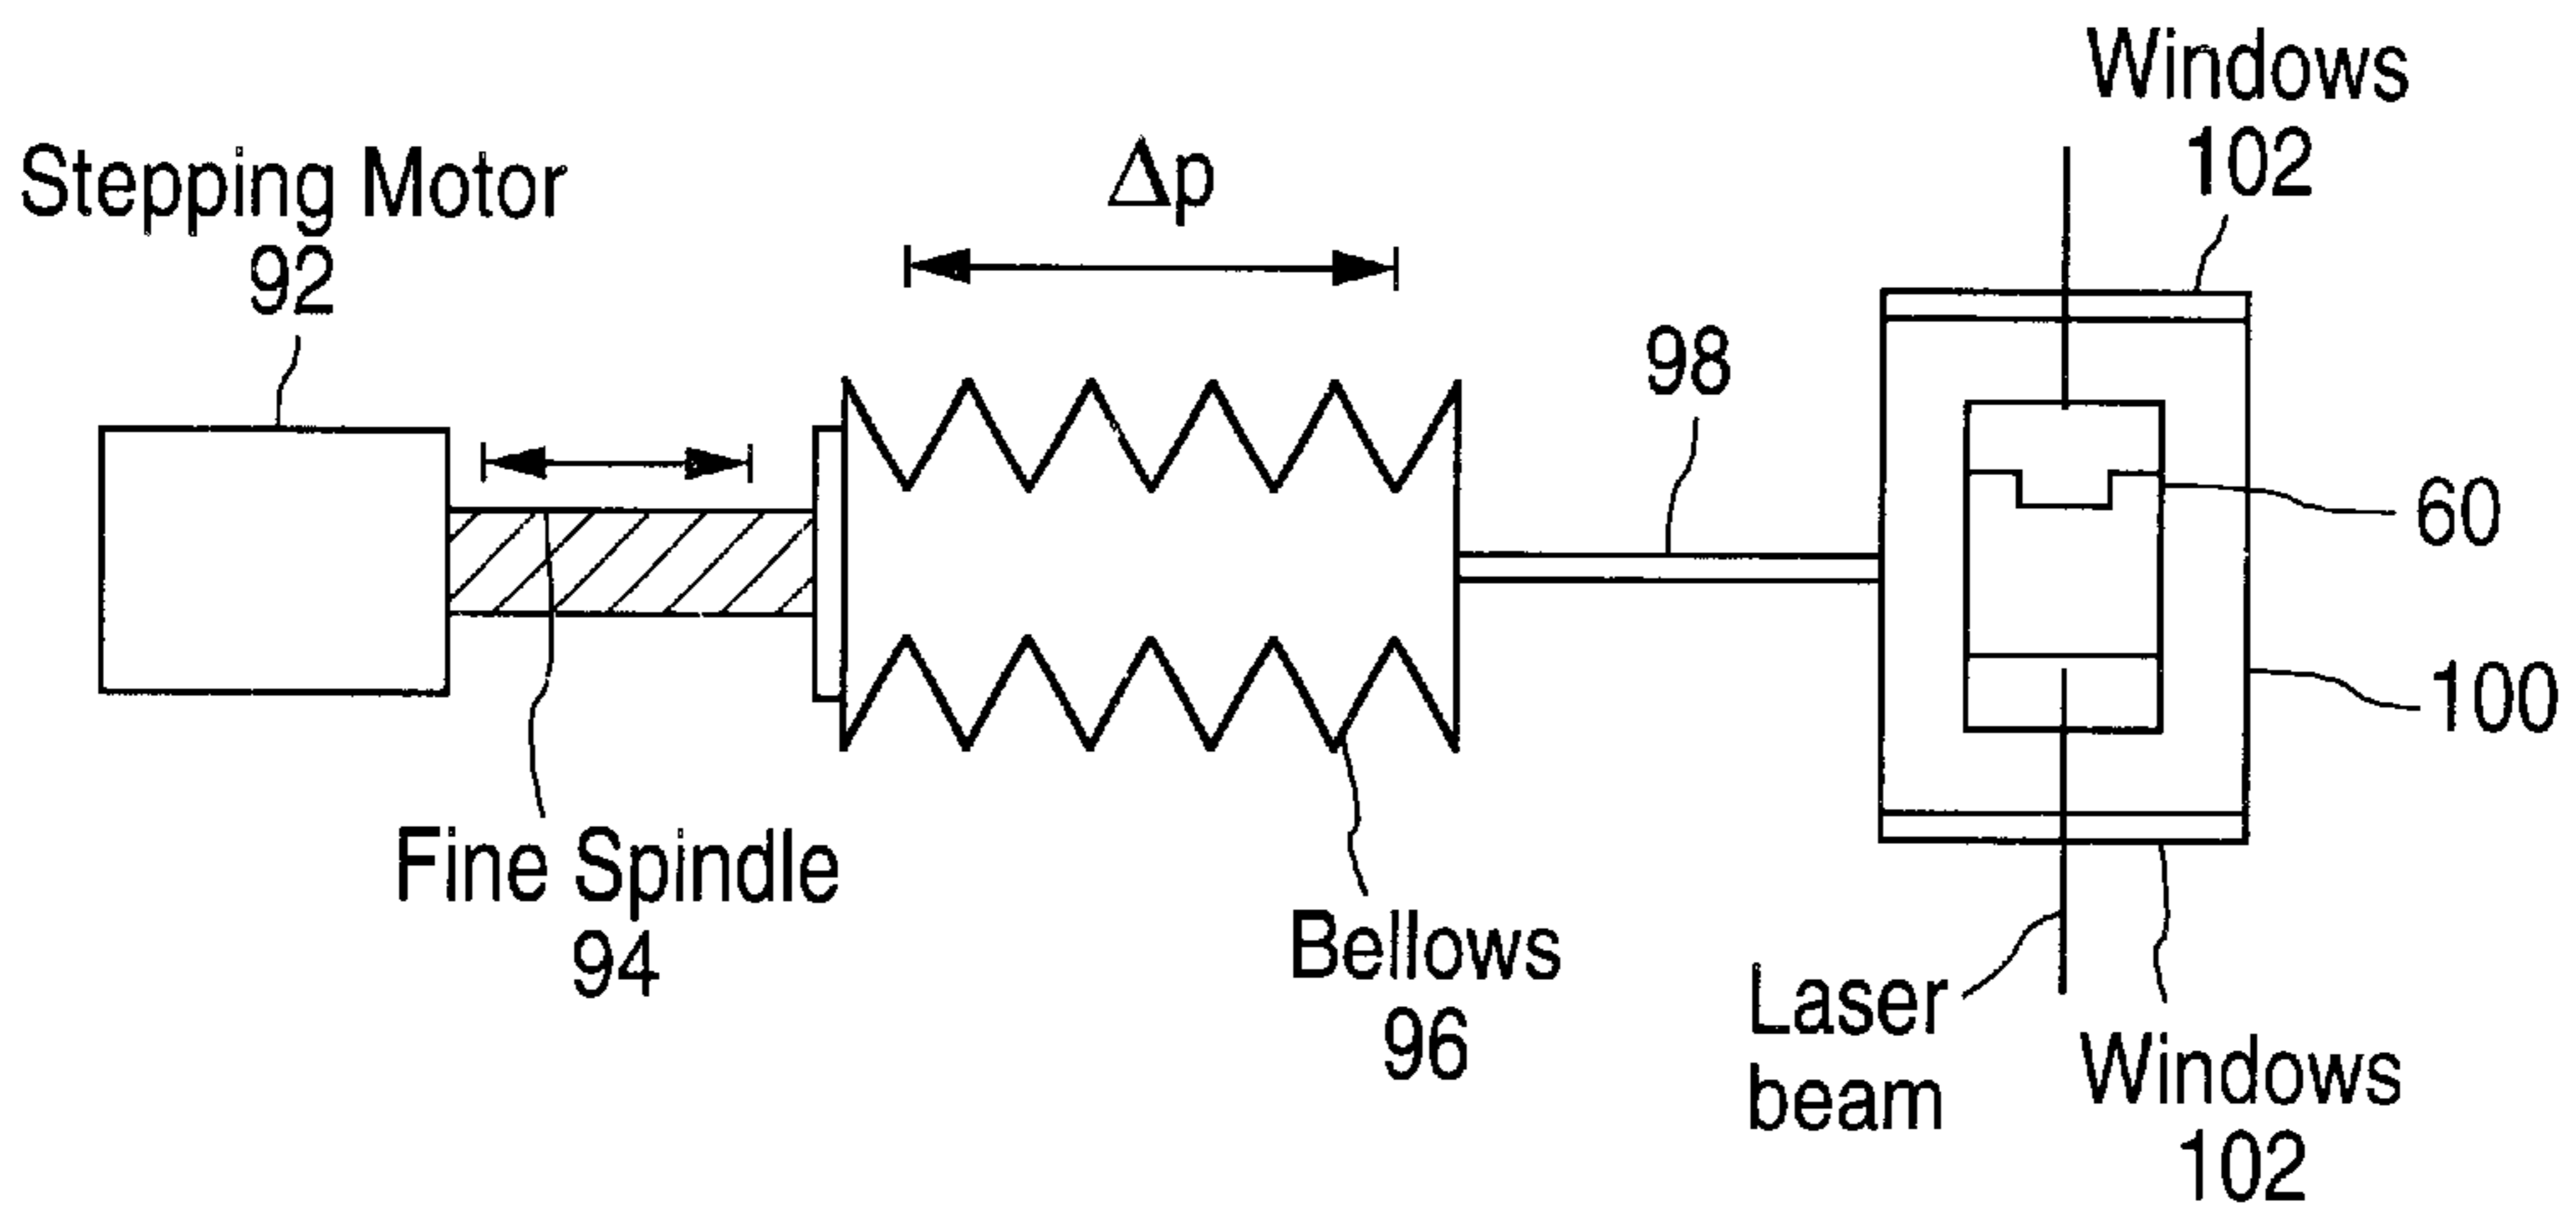 Windows
102
Stepping Motor
92
Δp
98
60
100
Fine Spindle
94
Bellows
96
Laser
beam
Windows
102